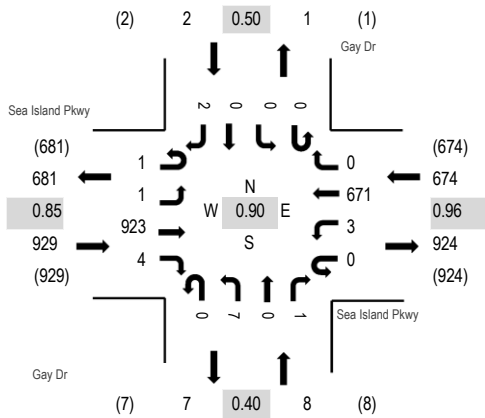 (2) 2 0.50 1 (1)
Gay Dr
Sea Island Pkwy
2 0 0 0
(681) (674)
1 0
681 674
1 N 671
0.85 W 0.90 E 0.96
923 S 3
929 924
4 0
(929) (924)
0 7 0 1
Sea Island Pkwy
Gay Dr
(7) 7 0.40 8 (8)